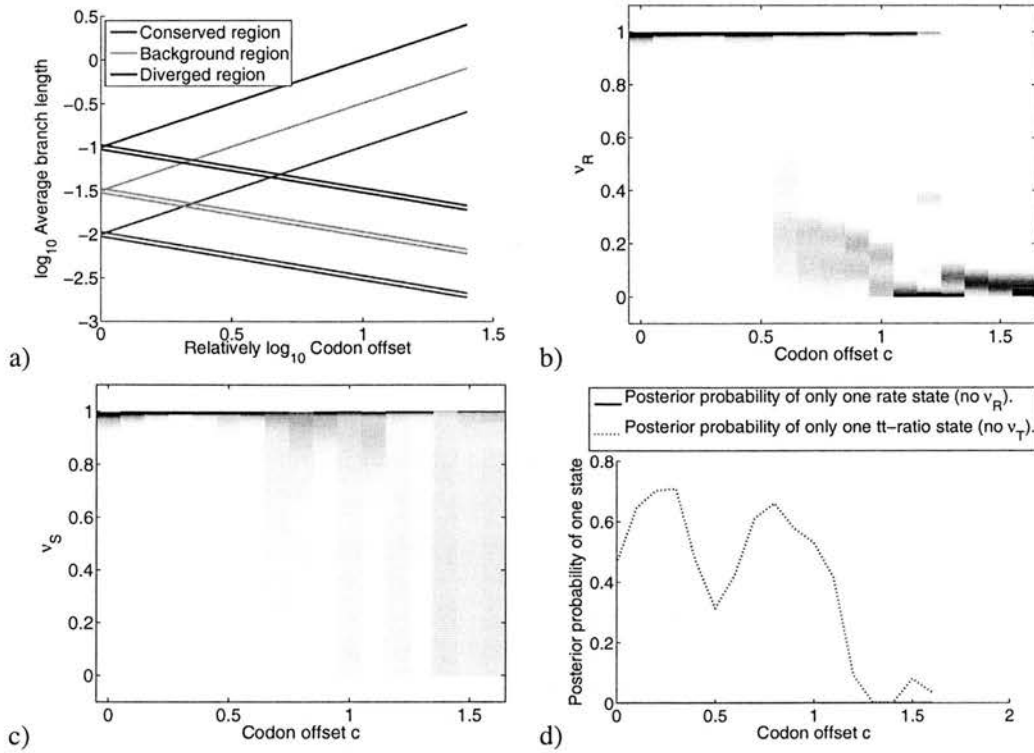 0.5
0
−0.5
−1
−1.5
−2
−2.5
−3
log10 Average branch length
Conserved region
Background region
Diverged region
0
0.5
1
1.5
Relatively log10 Codon offset
a)
1
0.8
0.6
0.4
0.2
0
νR
0
0.5
1
1.5
Codon offset c
b)
1
0.8
0.6
0.4
0.2
0
νS
0
0.5
1
1.5
Codon offset c
c)
Posterior probability of only one rate state (no νR).
Posterior probability of only one tt−ratio state (no νT).
0.8
0.6
0.4
0.2
0
Posterior probability of one state
0
0.5
1
1.5
2
Codon offset c
d)